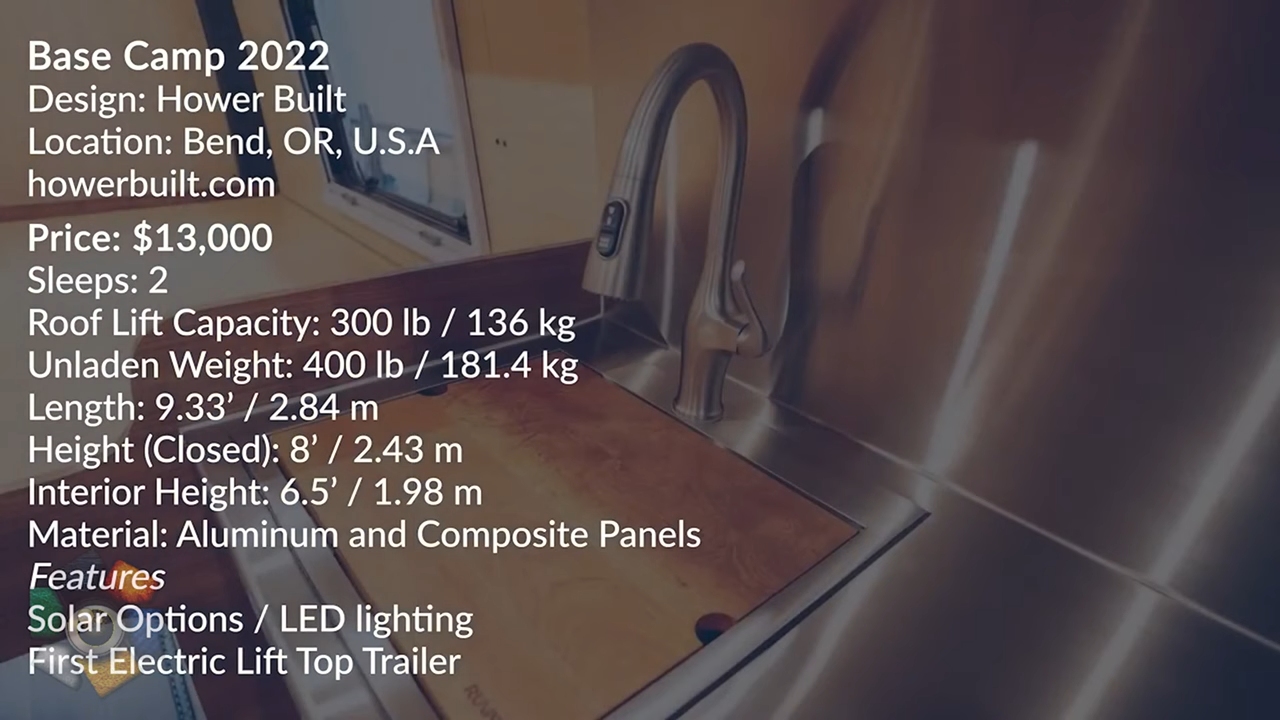 Base Camp 2022
Design: Hower Built
Location: Bend, OR, U.S.A
howerbuilt.com
Price: $13,000
Sleeps: 2
Roof Lift Capacity: 300 lb / 136 kg
Unladen Weight: 400 lb / 181.4 kg
Length: 9.33’ / 2.84 m
Height (Closed): 8’ / 2.43 m
Interior Height: 6.5’ / 1.98 m
Material: Aluminum and Composite Panels
Features
Solar Options / LED lighting
First Electric Lift Top Trailer